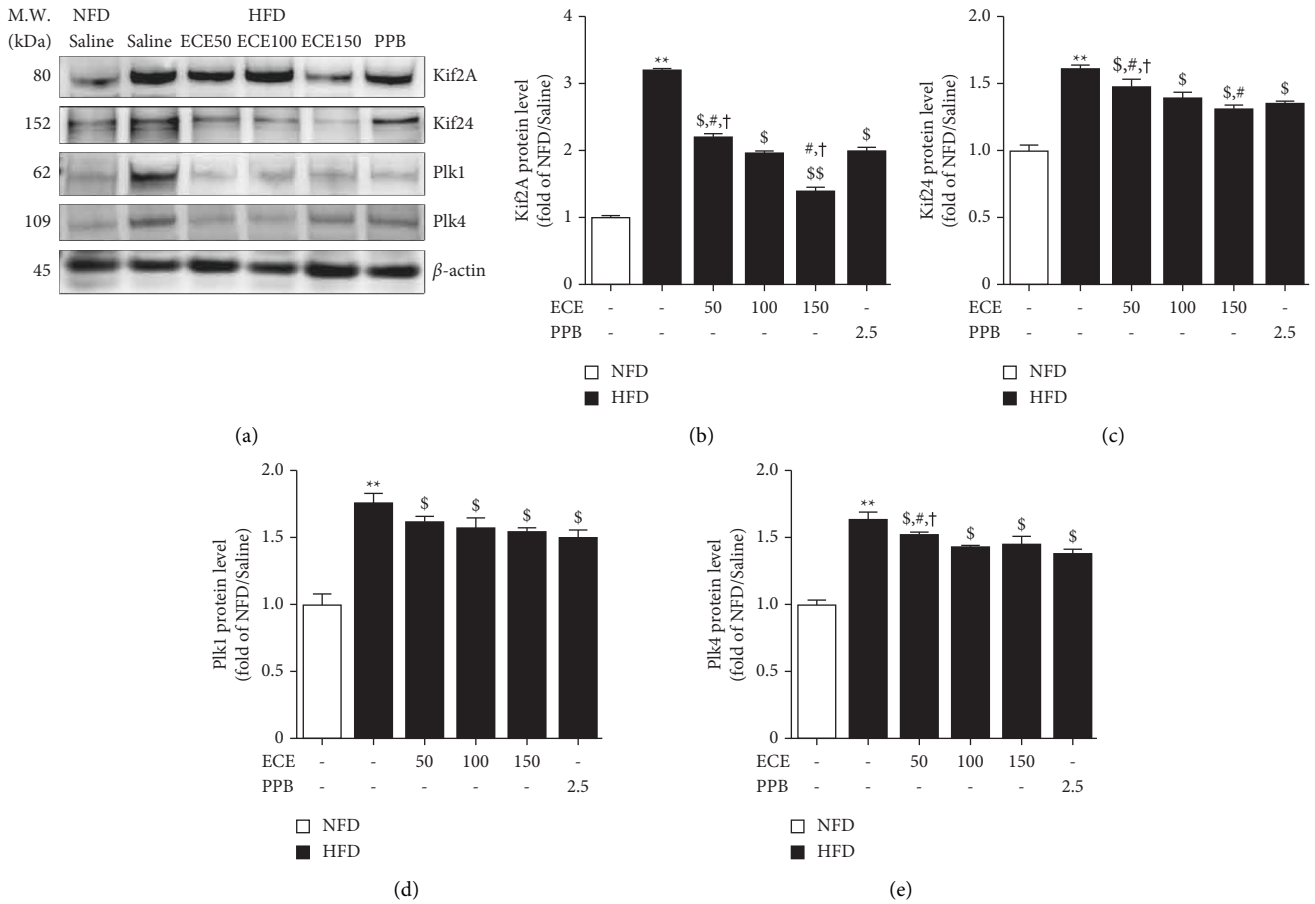 M.W. NFD HFD
(kDa) Saline Saline ECE50 ECE100 ECE150 PPB
80 Kif2A
152 Kif24
62 Plk1
109 Plk4
45 β-actin
(a)
Kif2A protein level
(fold of NFD/Saline)
4
3
2
1
0
**
$,#,†
$
#,†
$$
$
ECE - - 50 100 150 -
PPB - - - - - 2.5
NFD
HFD
(b)
Kif24 protein level
(fold of NFD/Saline)
2.0
1.5
1.0
0.5
0
**
$,#,†
$
$,#
$
ECE - - 50 100 150 -
PPB - - - - - 2.5
NFD
HFD
(c)
Plk1 protein level
(fold of NFD/Saline)
2.0
1.5
1.0
0.5
0
**
$
$
$
$
ECE - - 50 100 150 -
PPB - - - - - 2.5
NFD
HFD
(d)
Plk4 protein level
(fold of NFD/Saline)
2.0
1.5
1.0
0.5
0
**
$,#,†
$
$
$
ECE - - 50 100 150 -
PPB - - - - - 2.5
NFD
HFD
(e)